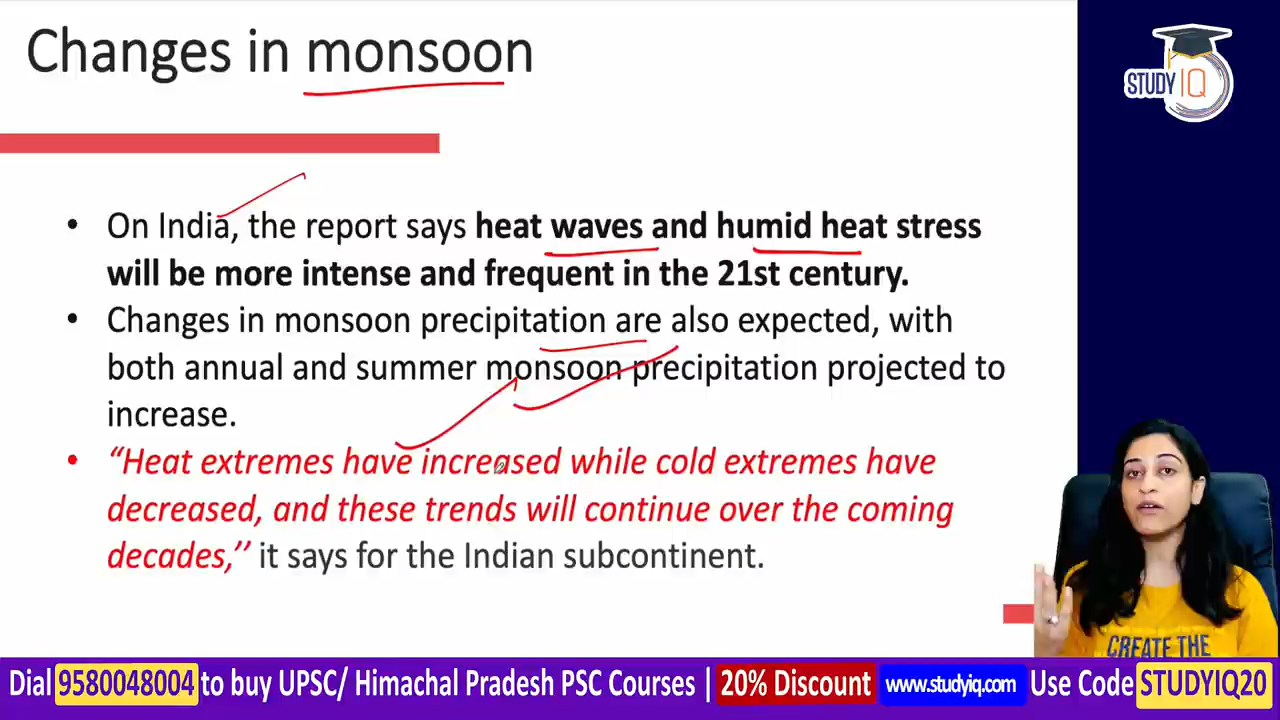 Changes in monsoon
STUDY IQ
• On India, the report says heat waves and humid heat stress
will be more intense and frequent in the 21st century.
• Changes in monsoon precipitation are also expected, with
both annual and summer monsoon precipitation projected to
increase.
• “Heat extremes have increased while cold extremes have
decreased, and these trends will continue over the coming
decades,’’ it says for the Indian subcontinent.
CREATE THE
Dial 9580048004 to buy UPSC/ Himachal Pradesh PSC Courses | 20% Discount www.studyiq.com Use Code STUDYIQ20